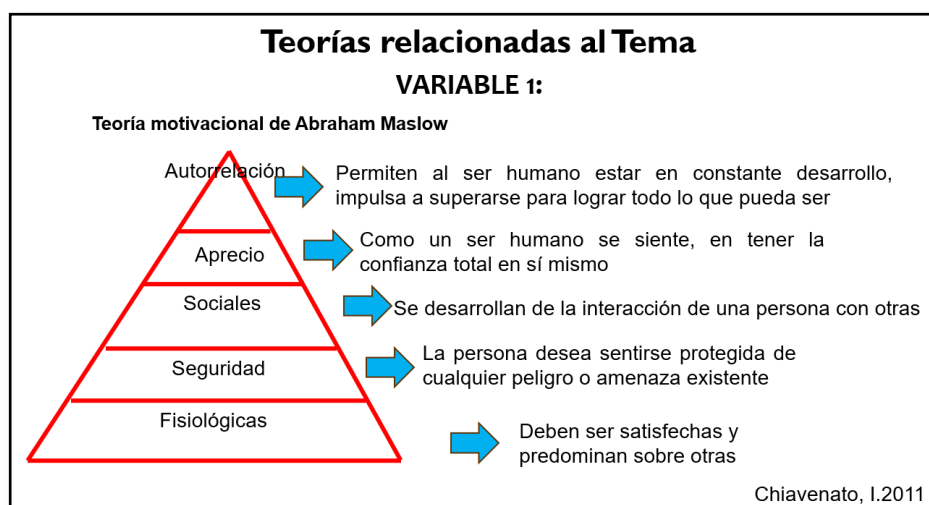 Teorías relacionadas al Tema
VARIABLE 1:
Teoría motivacional de Abraham Maslow
Autorrelación
Permiten al ser humano estar en constante desarrollo,
impulsa a superarse para lograr todo lo que pueda ser
Aprecio
Como un ser humano se siente, en tener la
confianza total en sí mismo
Sociales
Se desarrollan de la interacción de una persona con otras
Seguridad
La persona desea sentirse protegida de
cualquier peligro o amenaza existente
Fisiológicas
Deben ser satisfechas y
predominan sobre otras
Chiavenato, I.2011